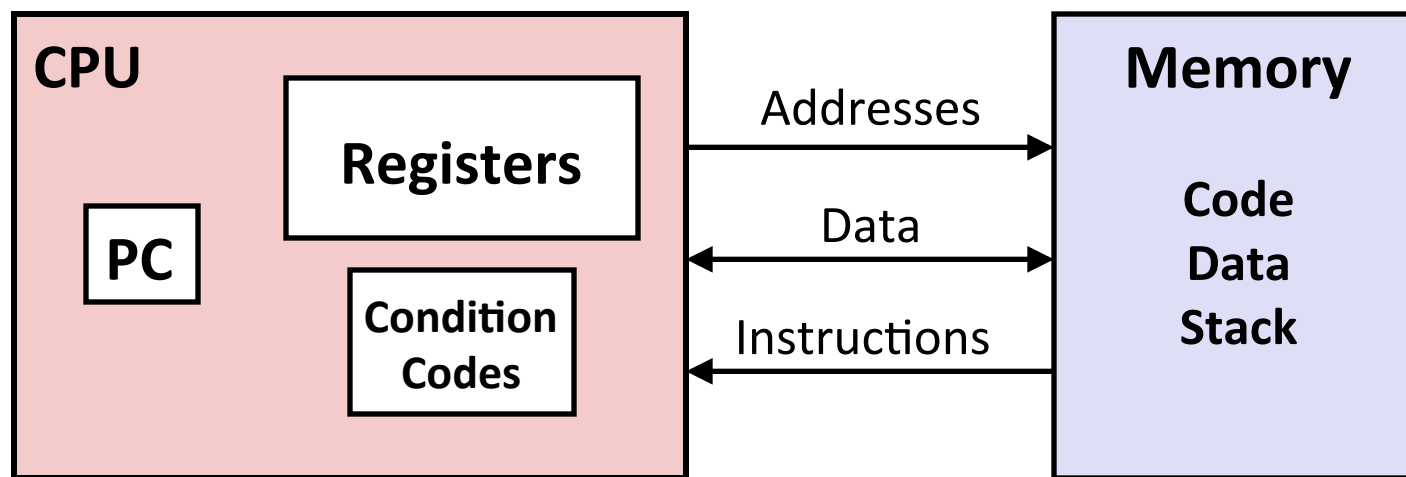 CPU
Registers
PC
Condition
Codes
Addresses
Data
Instructions
Memory
Code
Data
Stack